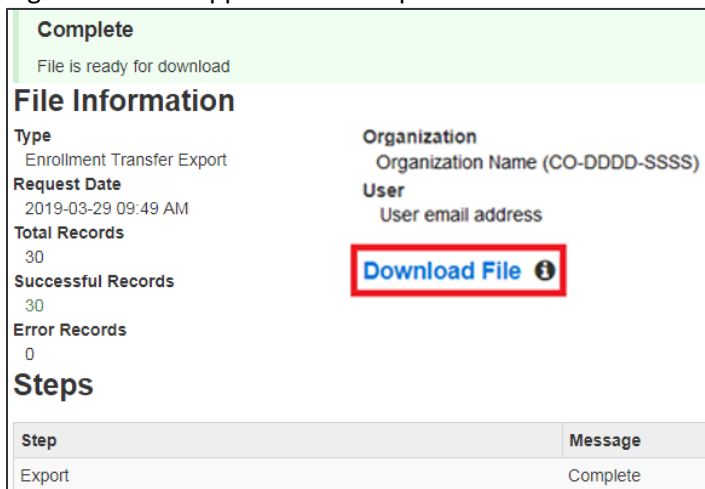 Complete
File is ready for download
File Information
Type
Enrollment Transfer Export
Request Date
2019-03-29 09:49 AM
Total Records
30
Successful Records
30
Error Records
0
Organization
Organization Name (CO-DDDD-SSSS)
User
User email address
Download File
Steps
Step Message
Export Complete